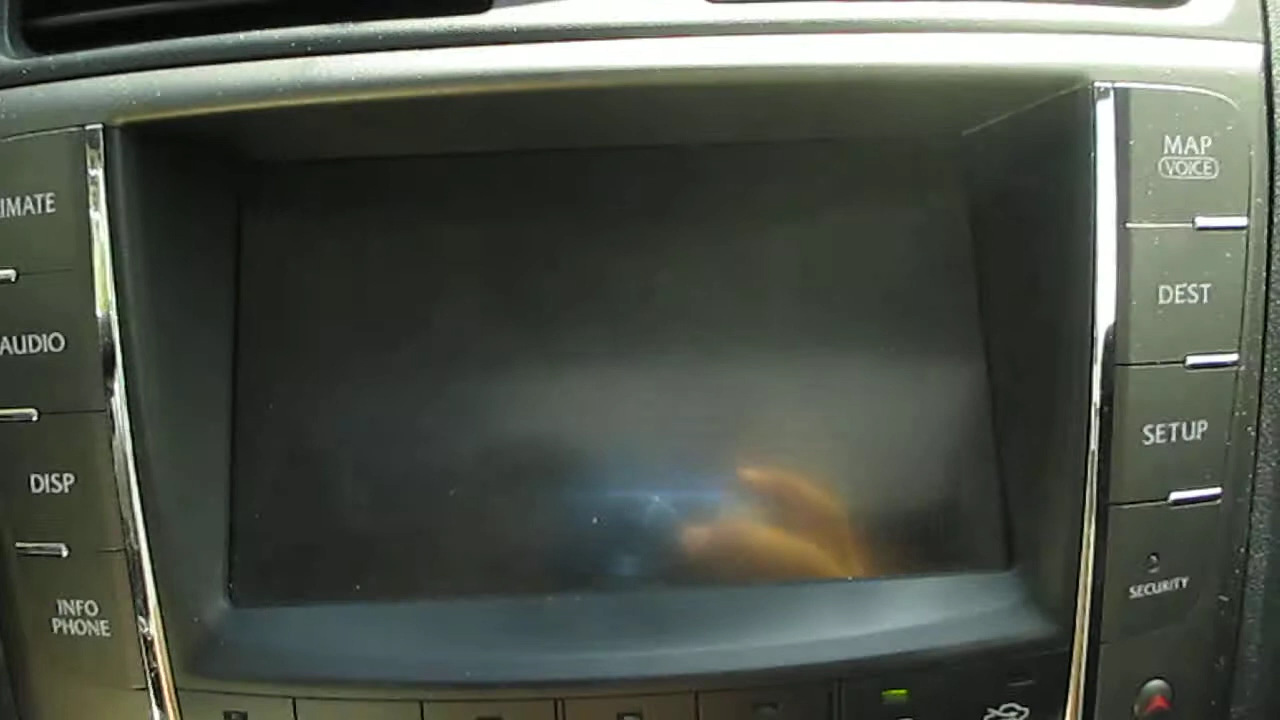 IMATE
AUDIO
DISP
INFO
PHONE
MAP
VOICE
DEST
SETUP
SECURITY